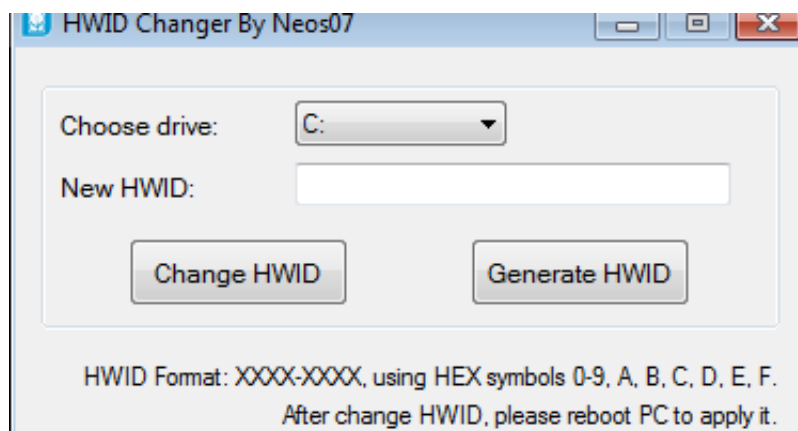 HWID Changer By Neos07
Choose drive: C:
New HWID:
Change HWID Generate HWID
HWID Format: XXXX-XXXX, using HEX symbols 0-9, A, B, C, D, E, F.
After change HWID, please reboot PC to apply it.